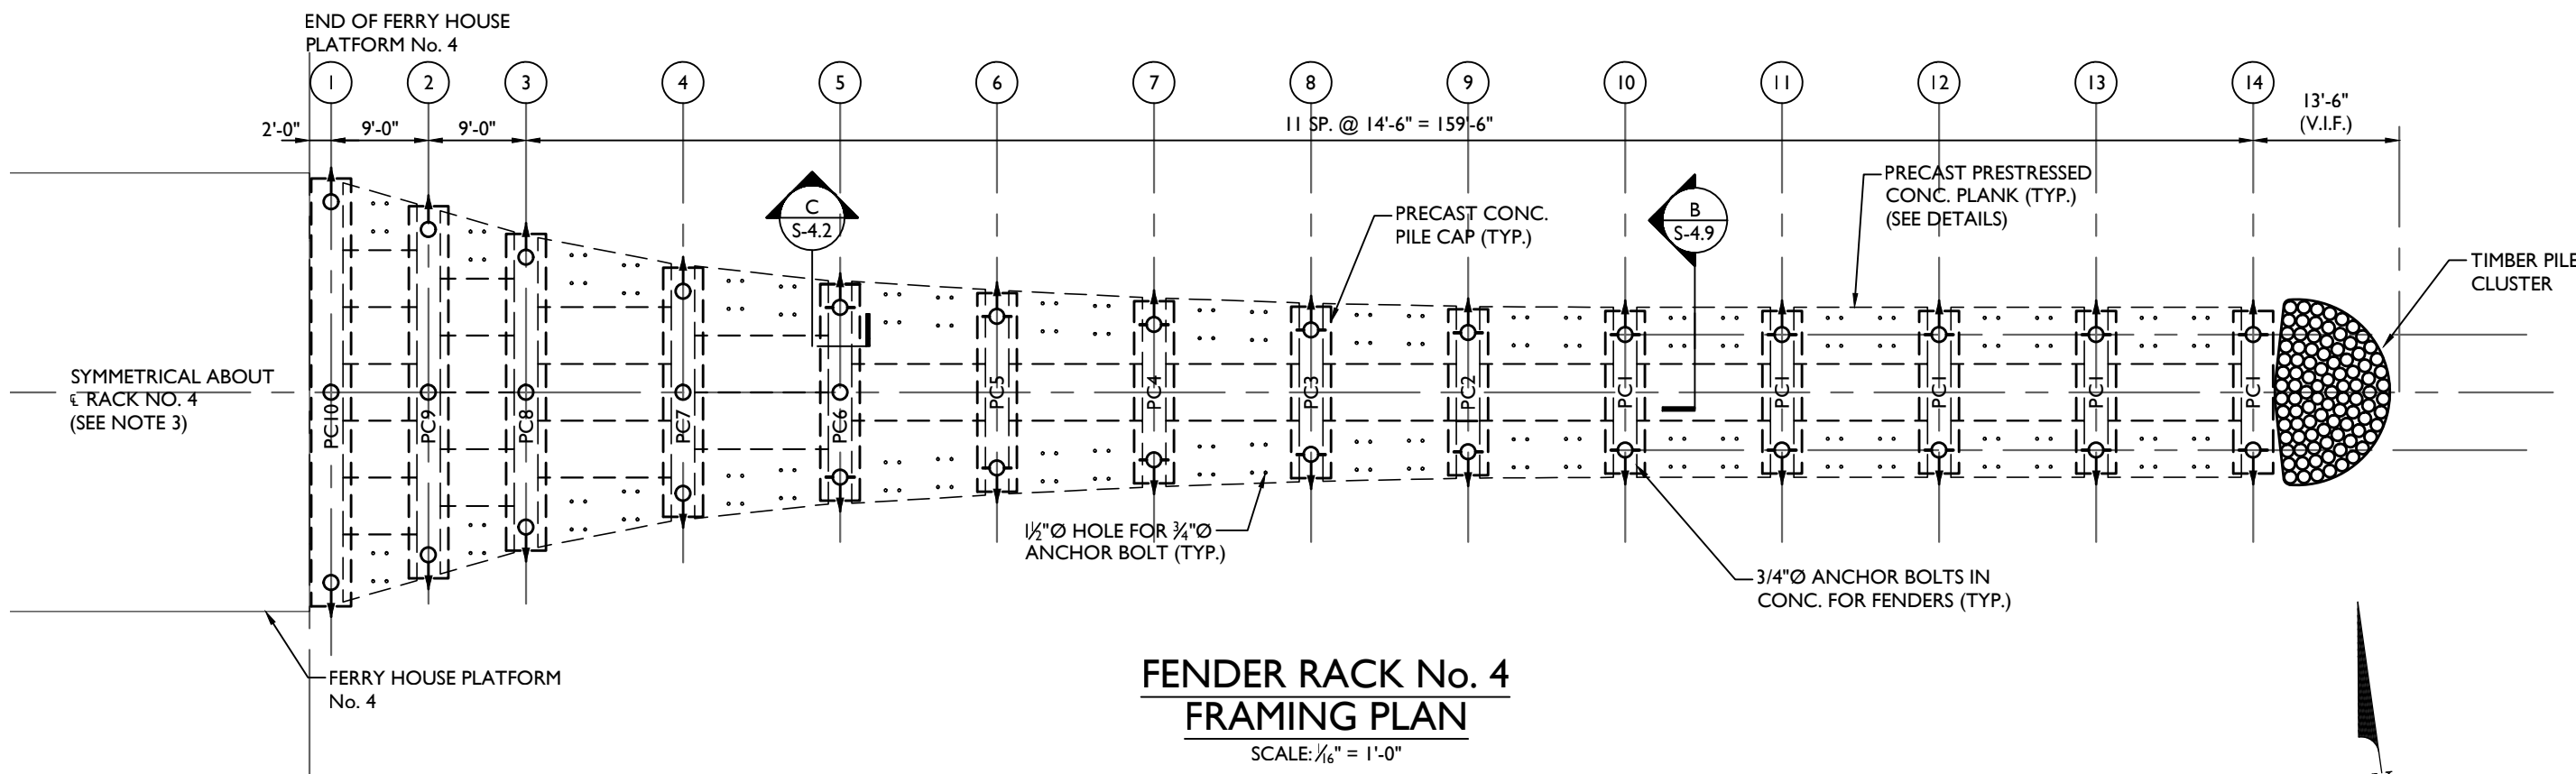 END OF FERRY HOUSE
PLATFORM No. 4
1 2 3 4 5 6 7 8 9 10 11 12 13 14
2'-0" 9'-0" 9'-0" 11 SP. @ 14'-6" = 159'-6" 13'-6"
(V.I.F.)
C
S-4.2
B
S-4.9
PRECAST CONC.
PILE CAP (TYP.)
PRECAST PRESTRESSED
CONC. PLANK (TYP.)
(SEE DETAILS)
TIMBER PILE
CLUSTER
SYMMETRICAL ABOUT
℄ RACK NO. 4
(SEE NOTE 3)
PC10 PC9 PC8 PC7 PC6 PC5 PC4 PC3 PC2 PC1 PC1 PC1 PC1 PC1
1½"Ø HOLE FOR ¾"Ø
ANCHOR BOLT (TYP.)
3/4"Ø ANCHOR BOLTS IN
CONC. FOR FENDERS (TYP.)
FERRY HOUSE PLATFORM
No. 4
FENDER RACK No. 4
FRAMING PLAN
SCALE: 1/16" = 1'-0"